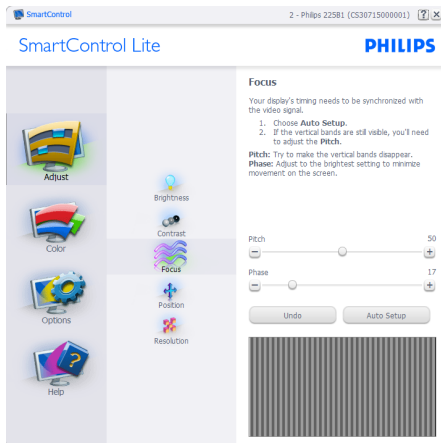 SmartControl
2 - Philips 225B1 (CS30715000001) ? X
SmartControl Lite
PHILIPS
Adjust
Color
Options
Help
Brightness
Contrast
Focus
Position
Resolution
Focus
Your display's timing needs to be synchronized with
the video signal.
1. Choose Auto Setup.
2. If the vertical bands are still visible, you'll need
to adjust the Pitch.
Pitch: Try to make the vertical bands disappear.
Phase: Adjust to the brightest setting to minimize
movement on the screen.
Pitch 50
Phase 17
Undo Auto Setup